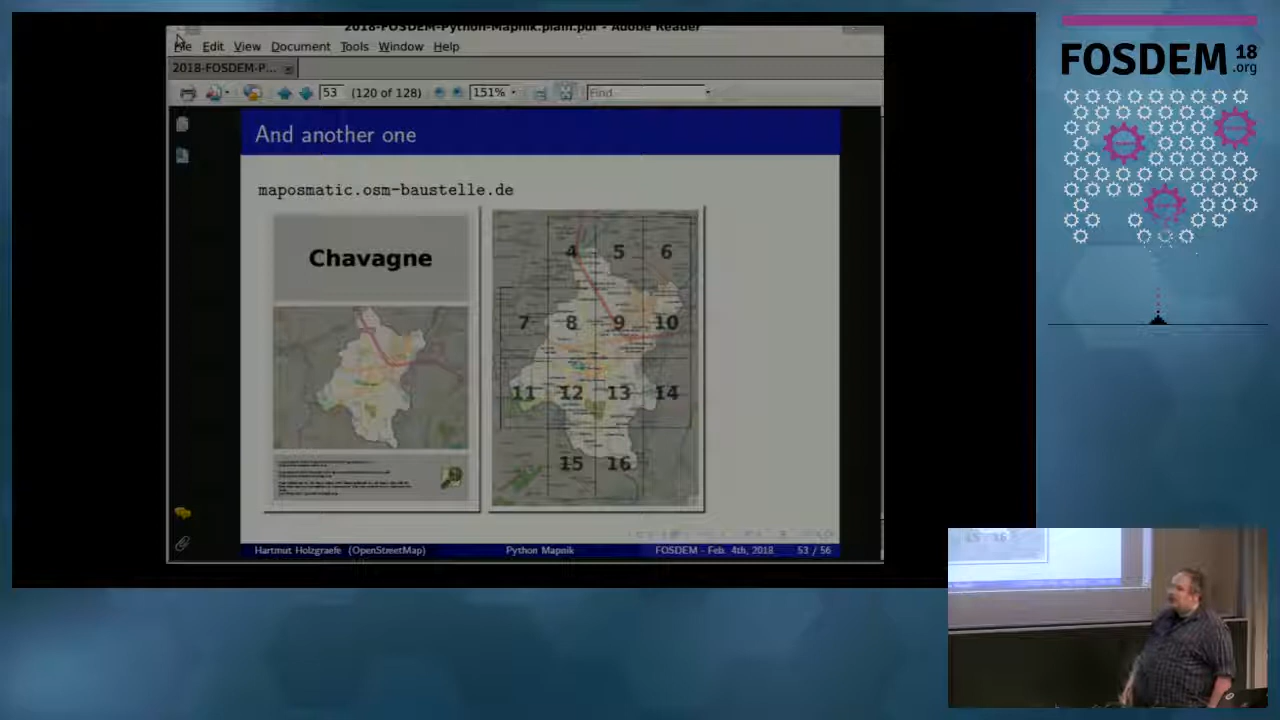 2018-FOSDEM-Python-Mapnik.plain.pdf - Adobe Reader
File Edit View Document Tools Window Help
2018-FOSDEM-P...
53 (120 of 128) 151% Find
And another one
maposmatic.osm-baustelle.de
Chavagne
4 5 6
7 8 9 10
11 12 13 14
15 16
Hartmut Holzgraefe (OpenStreetMap) Python Mapnik FOSDEM - Feb. 4th, 2018 53 / 56
FOSDEM 18
.org
15 16